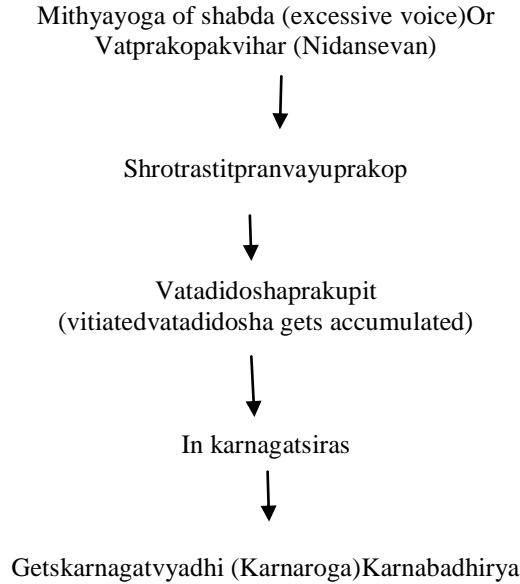 Mithyayoga of shabda (excessive voice)Or
Vatprakopakvihar (Nidansevan)
Shrotrastitpranvayuprakop
Vatadidoshaprakupit
(vitiatedvatadidosha gets accumulated)
In karnagatsiras
Getskarnagatvyadhi (Karnaroga)Karnabadhirya